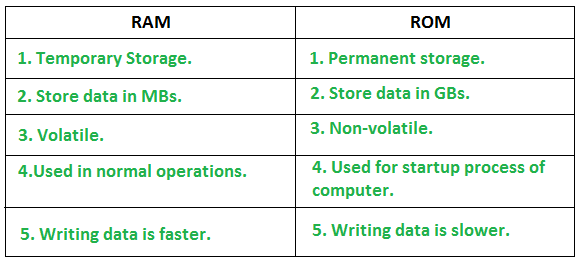 RAM
ROM
1. Temporary Storage.
1. Permanent storage.
2. Store data in MBs.
2. Store data in GBs.
3. Volatile.
3. Non-volatile.
4.Used in normal operations.
4. Used for startup process of
computer.
5. Writing data is faster.
5. Writing data is slower.